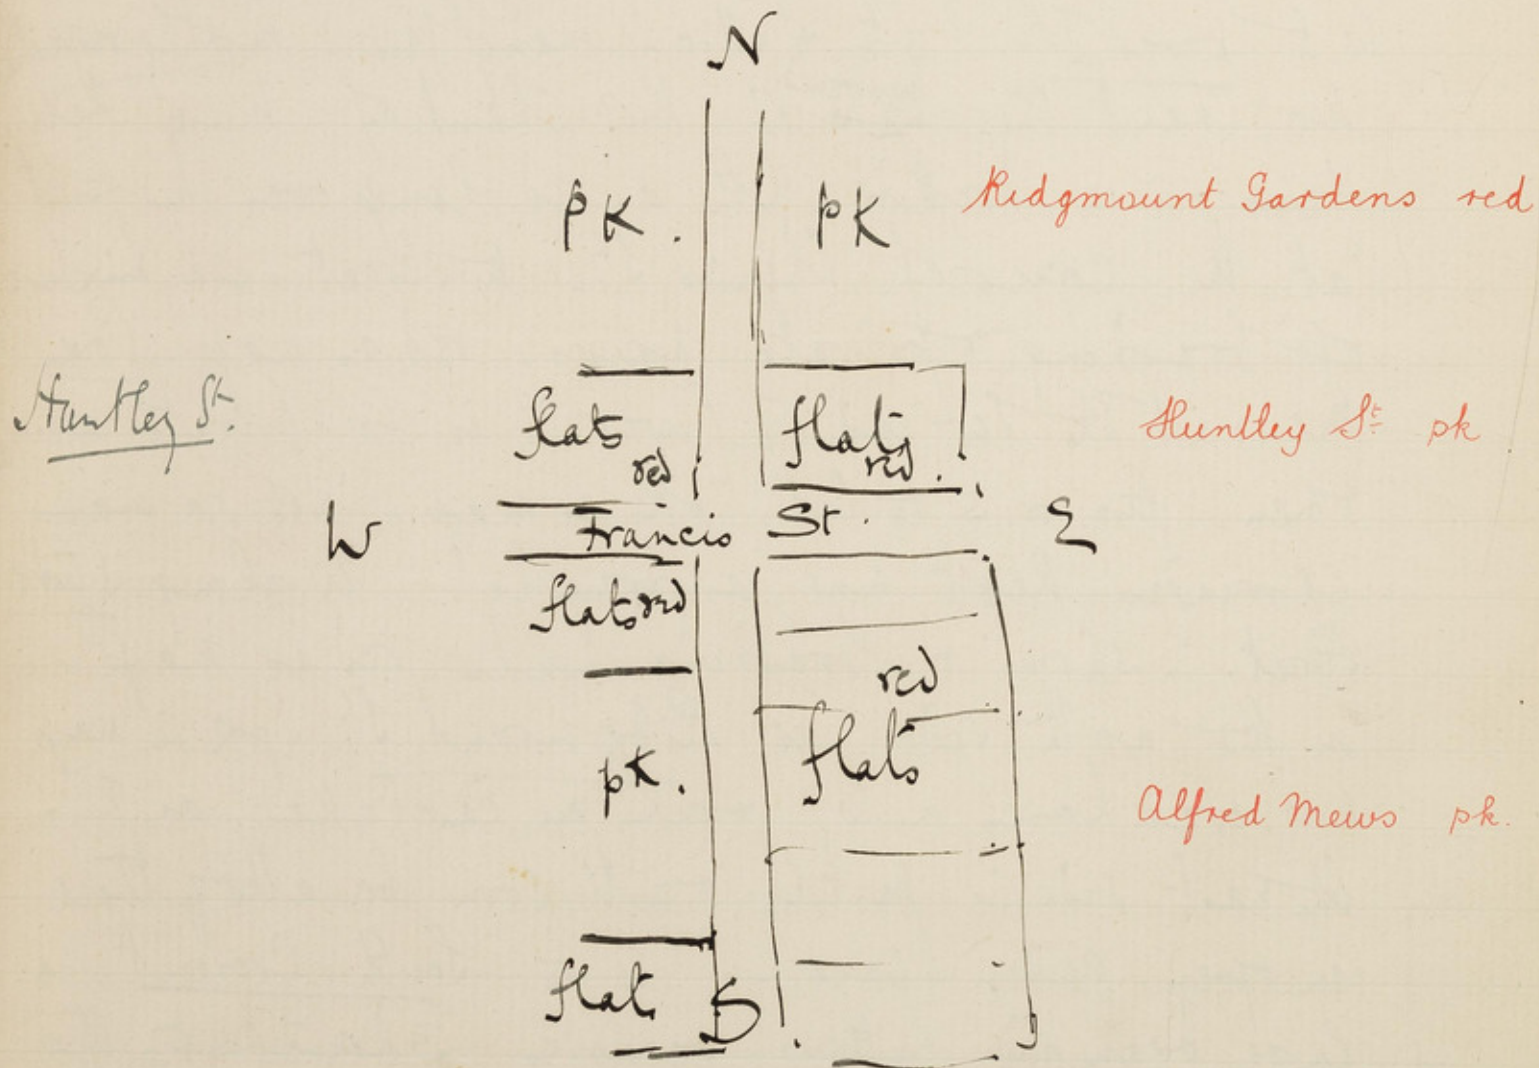 N
PK. PK Ridgmount Gardens red
Huntley St. flats red flats red. Huntley St pk
W Francis St. E
flats red
red
pk. flats Alfred Mews pk.
flats S